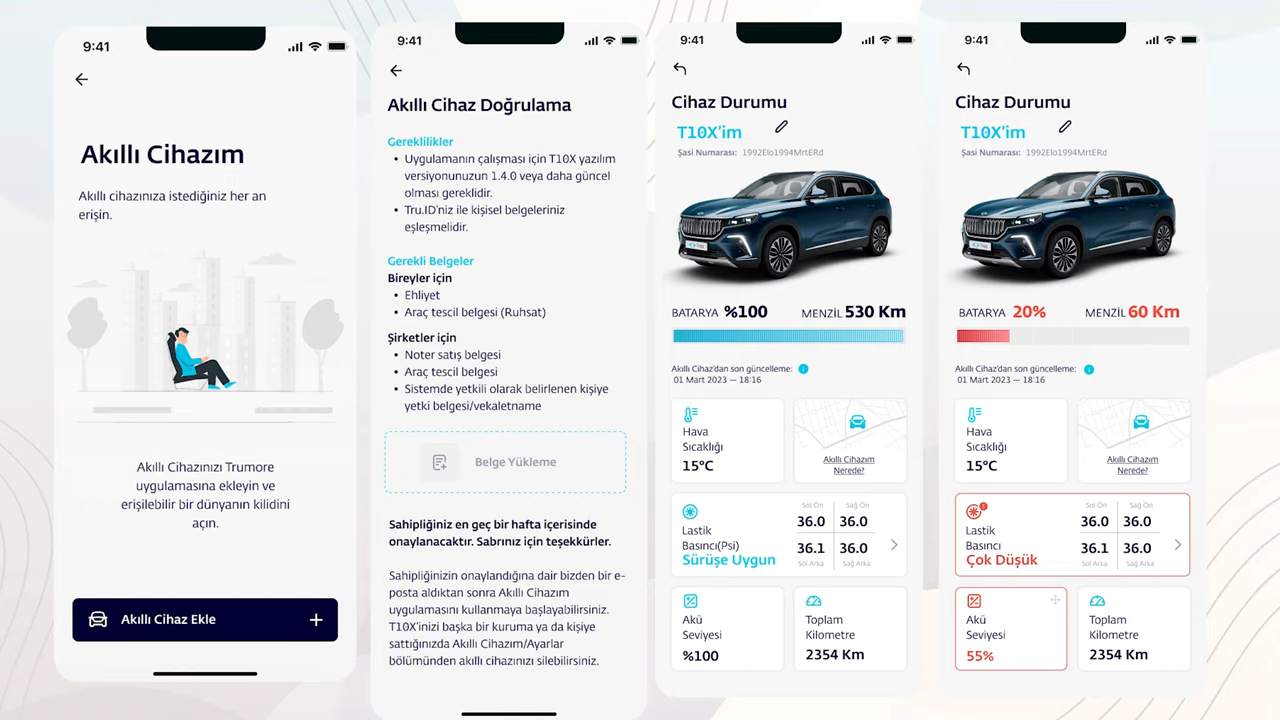 9:41
Akıllı Cihazım
Akıllı cihazınıza istediğiniz her an
erişin.
Akıllı Cihazınızı Trumore
uygulamasına ekleyin ve
erişilebilir bir dünyanın kilidini
açın.
Akıllı Cihaz Ekle
9:41
Akıllı Cihaz Doğrulama
Gereklilikler
• Uygulamanın çalışması için T10X yazılım
versiyonunuzun 1.4.0 veya daha güncel
olması gereklidir.
• Tru.ID'niz ile kişisel belgeleriniz
eşleşmelidir.
Gerekli Belgeler
Bireyler için
• Ehliyet
• Araç tescil belgesi (Ruhsat)
Şirketler için
• Noter satış belgesi
• Araç tescil belgesi
• Sistemde yetkili olarak belirlenen kişiye
yetki belgesi/vekaletname
Belge Yükleme
Sahipliğiniz en geç bir hafta içerisinde
onaylanacaktır. Sabrınız için teşekkürler.
Sahipliğinizin onaylandığına dair bizden bir e-
posta aldıktan sonra Akıllı Cihazım
uygulamasını kullanmaya başlayabilirsiniz.
T10X'inizi başka bir kuruma ya da kişiye
sattığınızda Akıllı Cihazım/Ayarlar
bölümünden akıllı cihazınızı silebilirsiniz.
9:41
Cihaz Durumu
T10X'im
Şasi Numarası: 1992Elo1994MrtERd
BATARYA %100 MENZİL 530 Km
Akıllı Cihaz'dan son güncelleme:
01 Mart 2023 — 18:16
Hava
Sıcaklığı
15°C
Akıllı Cihazım
Nerede?
Lastik
Basıncı(Psi)
Sürüşe Uygun
Sol Ön Sağ Ön
36.0 36.0
36.1 36.0
Sol Arka Sağ Arka
Akü
Seviyesi
%100
Toplam
Kilometre
2354 Km
9:41
Cihaz Durumu
T10X'im
Şasi Numarası: 1992Elo1994MrtERd
BATARYA 20% MENZİL 60 Km
Akıllı Cihaz'dan son güncelleme:
01 Mart 2023 — 18:16
Hava
Sıcaklığı
15°C
Akıllı Cihazım
Nerede?
Lastik
Basıncı
Çok Düşük
Sol Ön Sağ Ön
36.0 36.0
36.1 36.0
Sol Arka Sağ Arka
Akü
Seviyesi
55%
Toplam
Kilometre
2354 Km